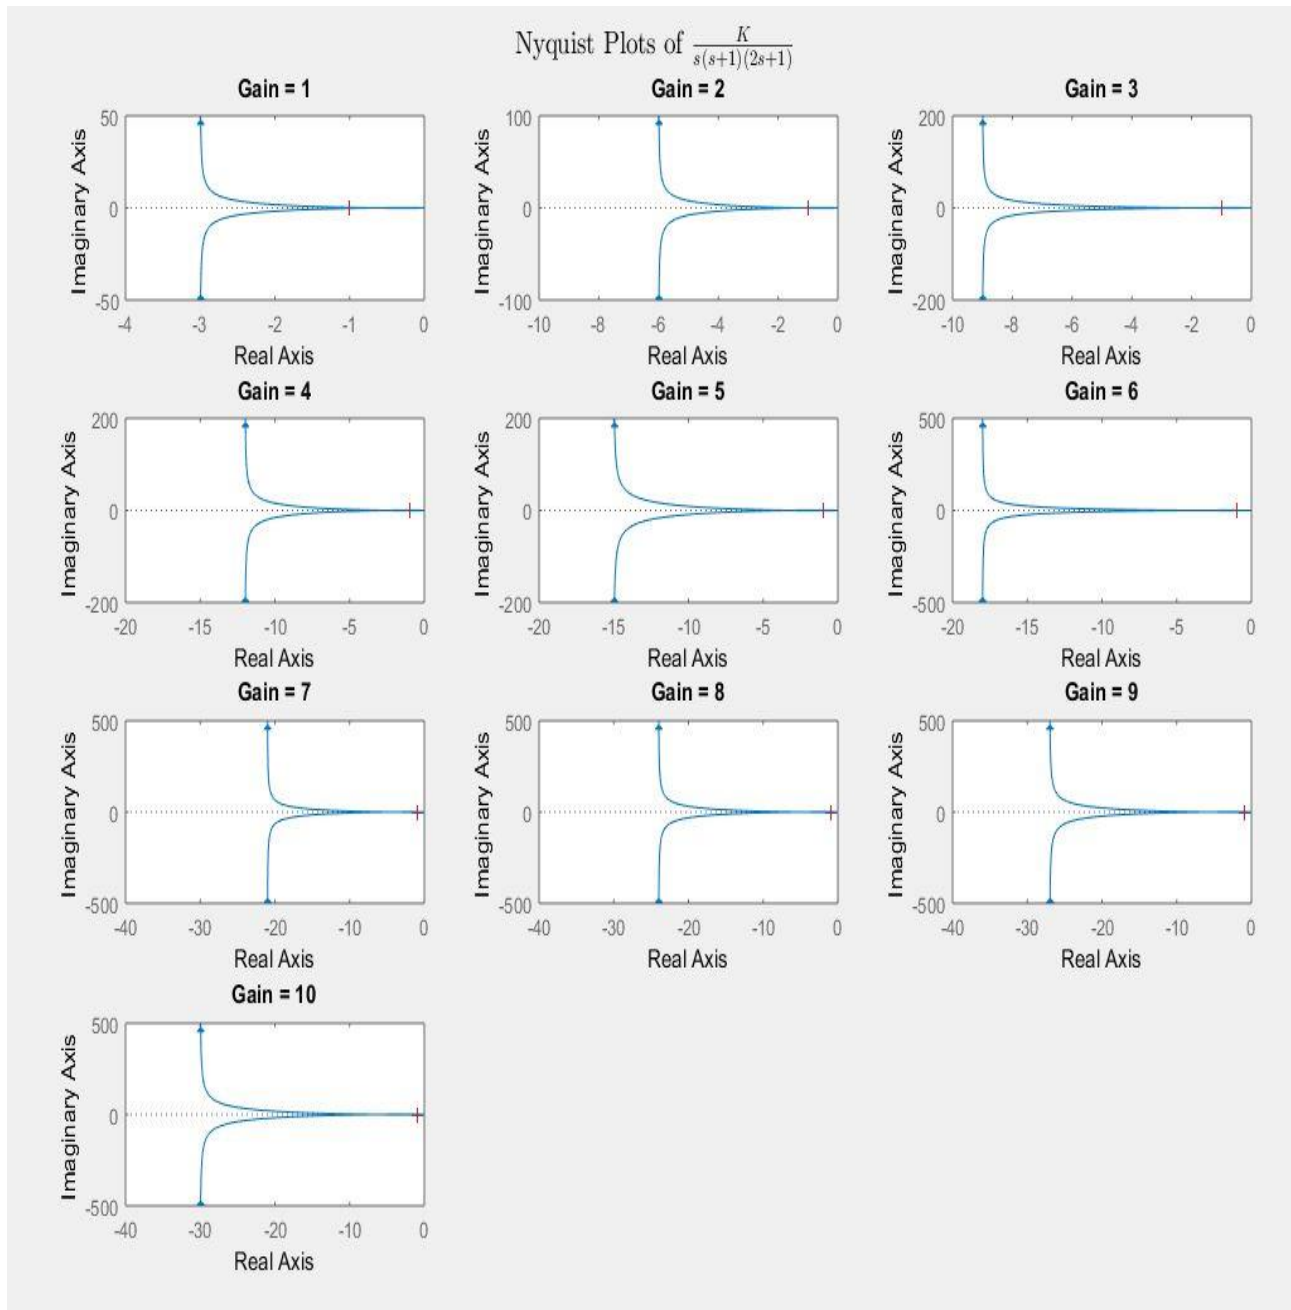 Nyquist Plots of \frac{K}{s(s+1)(2s+1)}
Gain = 1
Imaginary Axis
50
0
-50
-4 -3 -2 -1 0
Real Axis
Gain = 2
Imaginary Axis
100
0
-100
-10 -8 -6 -4 -2 0
Real Axis
Gain = 3
Imaginary Axis
200
0
-200
-10 -8 -6 -4 -2 0
Real Axis
Gain = 4
Imaginary Axis
200
0
-200
-20 -15 -10 -5 0
Real Axis
Gain = 5
Imaginary Axis
200
0
-200
-20 -15 -10 -5 0
Real Axis
Gain = 6
Imaginary Axis
500
0
-500
-20 -15 -10 -5 0
Real Axis
Gain = 7
Imaginary Axis
500
0
-500
-40 -30 -20 -10 0
Real Axis
Gain = 8
Imaginary Axis
500
0
-500
-40 -30 -20 -10 0
Real Axis
Gain = 9
Imaginary Axis
500
0
-500
-40 -30 -20 -10 0
Real Axis
Gain = 10
Imaginary Axis
500
0
-500
-40 -30 -20 -10 0
Real Axis